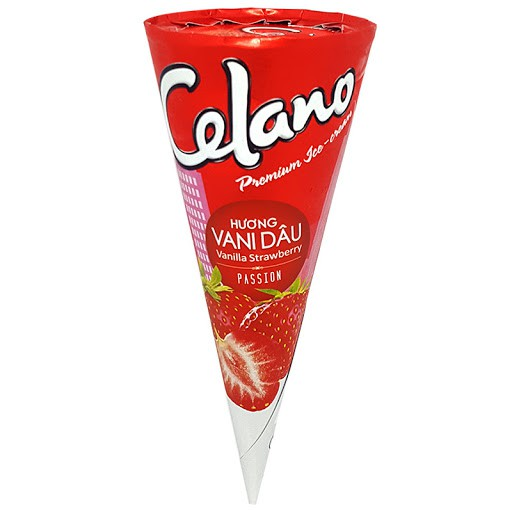 Celano
Premium Ice-cream
HƯƠNG
VANI DÂU
Vanilla Strawberry
PASSION